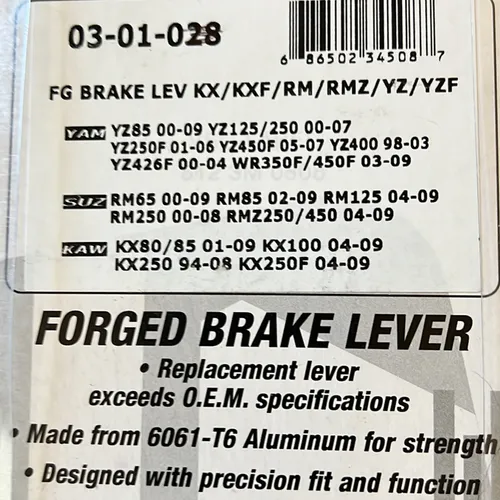 03-01-028
6 86502 34508 7
FG BRAKE LEV KX/KXF/RM/RMZ/YZ/YZF
YAM YZ85 00-09 YZ125/250 00-07
YZ250F 01-06 YZ450F 05-07 YZ400 98-03
YZ426F 00-04 WR350F/450F 03-09
SUZ RM65 00-09 RM85 02-09 RM125 04-09
RM250 00-08 RMZ250/450 04-09
KAW KX80/85 01-09 KX100 04-09
KX250 94-08 KX250F 04-09
FORGED BRAKE LEVER
• Replacement lever
exceeds O.E.M. specifications
• Made from 6061-T6 Aluminum for strength
• Designed with precision fit and function